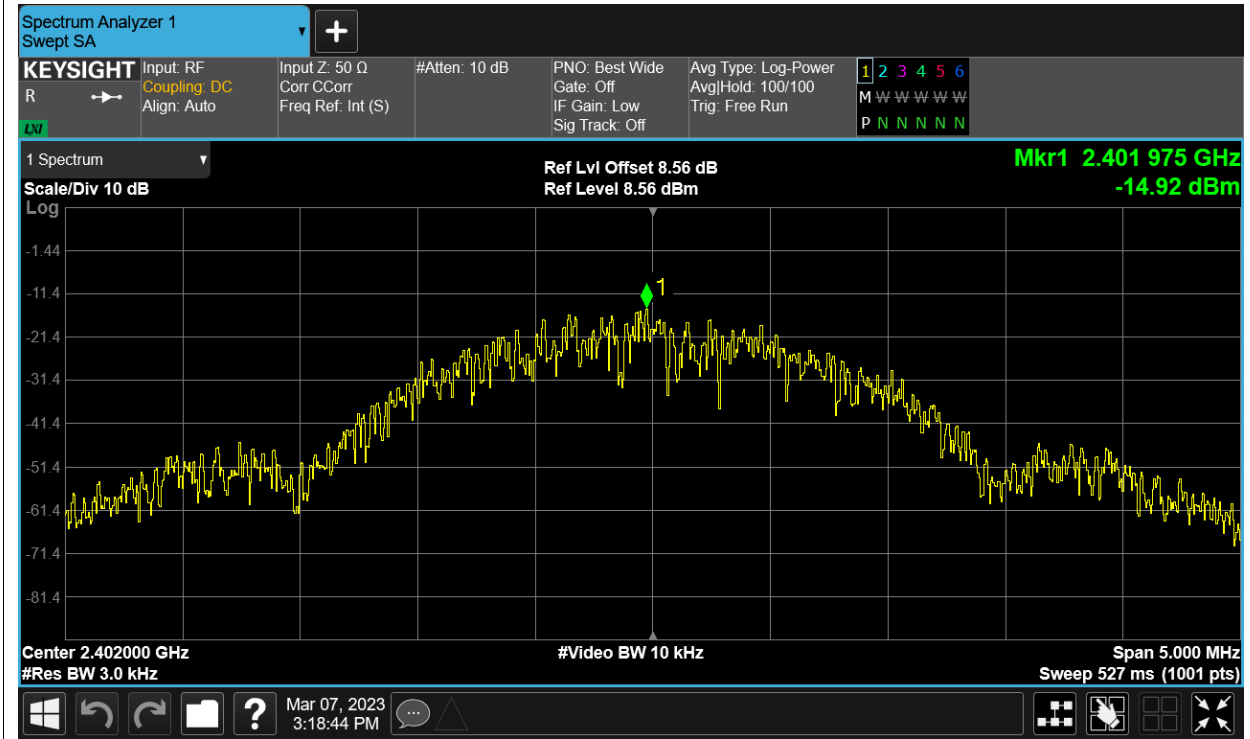 Spectrum Analyzer 1
Swept SA
KEYSIGHT
R
LXI
Input: RF
Coupling: DC
Align: Auto
Input Z: 50 Ω
Corr CCorr
Freq Ref: Int (S)
#Atten: 10 dB
PNO: Best Wide
Gate: Off
IF Gain: Low
Sig Track: Off
Avg Type: Log-Power
Avg|Hold: 100/100
Trig: Free Run
1 2 3 4 5 6
M W W W W W
P N N N N N
1 Spectrum
Scale/Div 10 dB
Log
Ref Lvl Offset 8.56 dB
Ref Level 8.56 dBm
Mkr1 2.401 975 GHz
-14.92 dBm
1
-1.44
-11.4
-21.4
-31.4
-41.4
-51.4
-61.4
-71.4
-81.4
Center 2.402000 GHz
#Res BW 3.0 kHz
#Video BW 10 kHz
Span 5.000 MHz
Sweep 527 ms (1001 pts)
?
Mar 07, 2023
3:18:44 PM